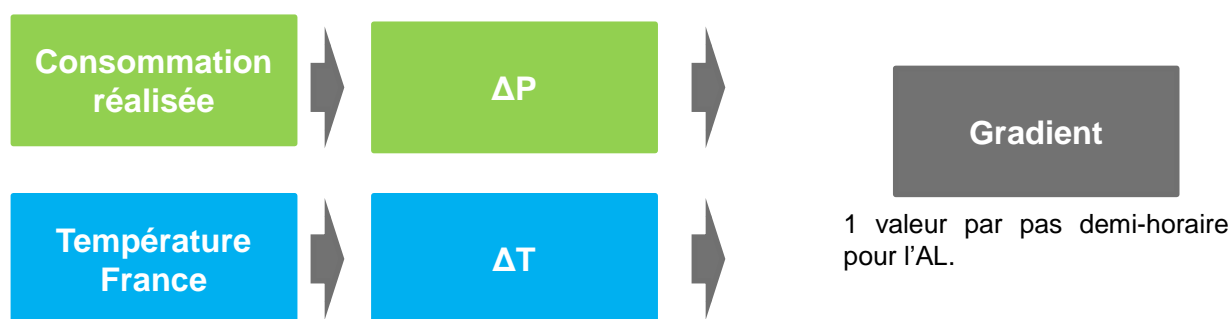 Consommation
réalisée
ΔP
Gradient
1 valeur par pas demi-horaire
pour l'AL.
Température
France
ΔT